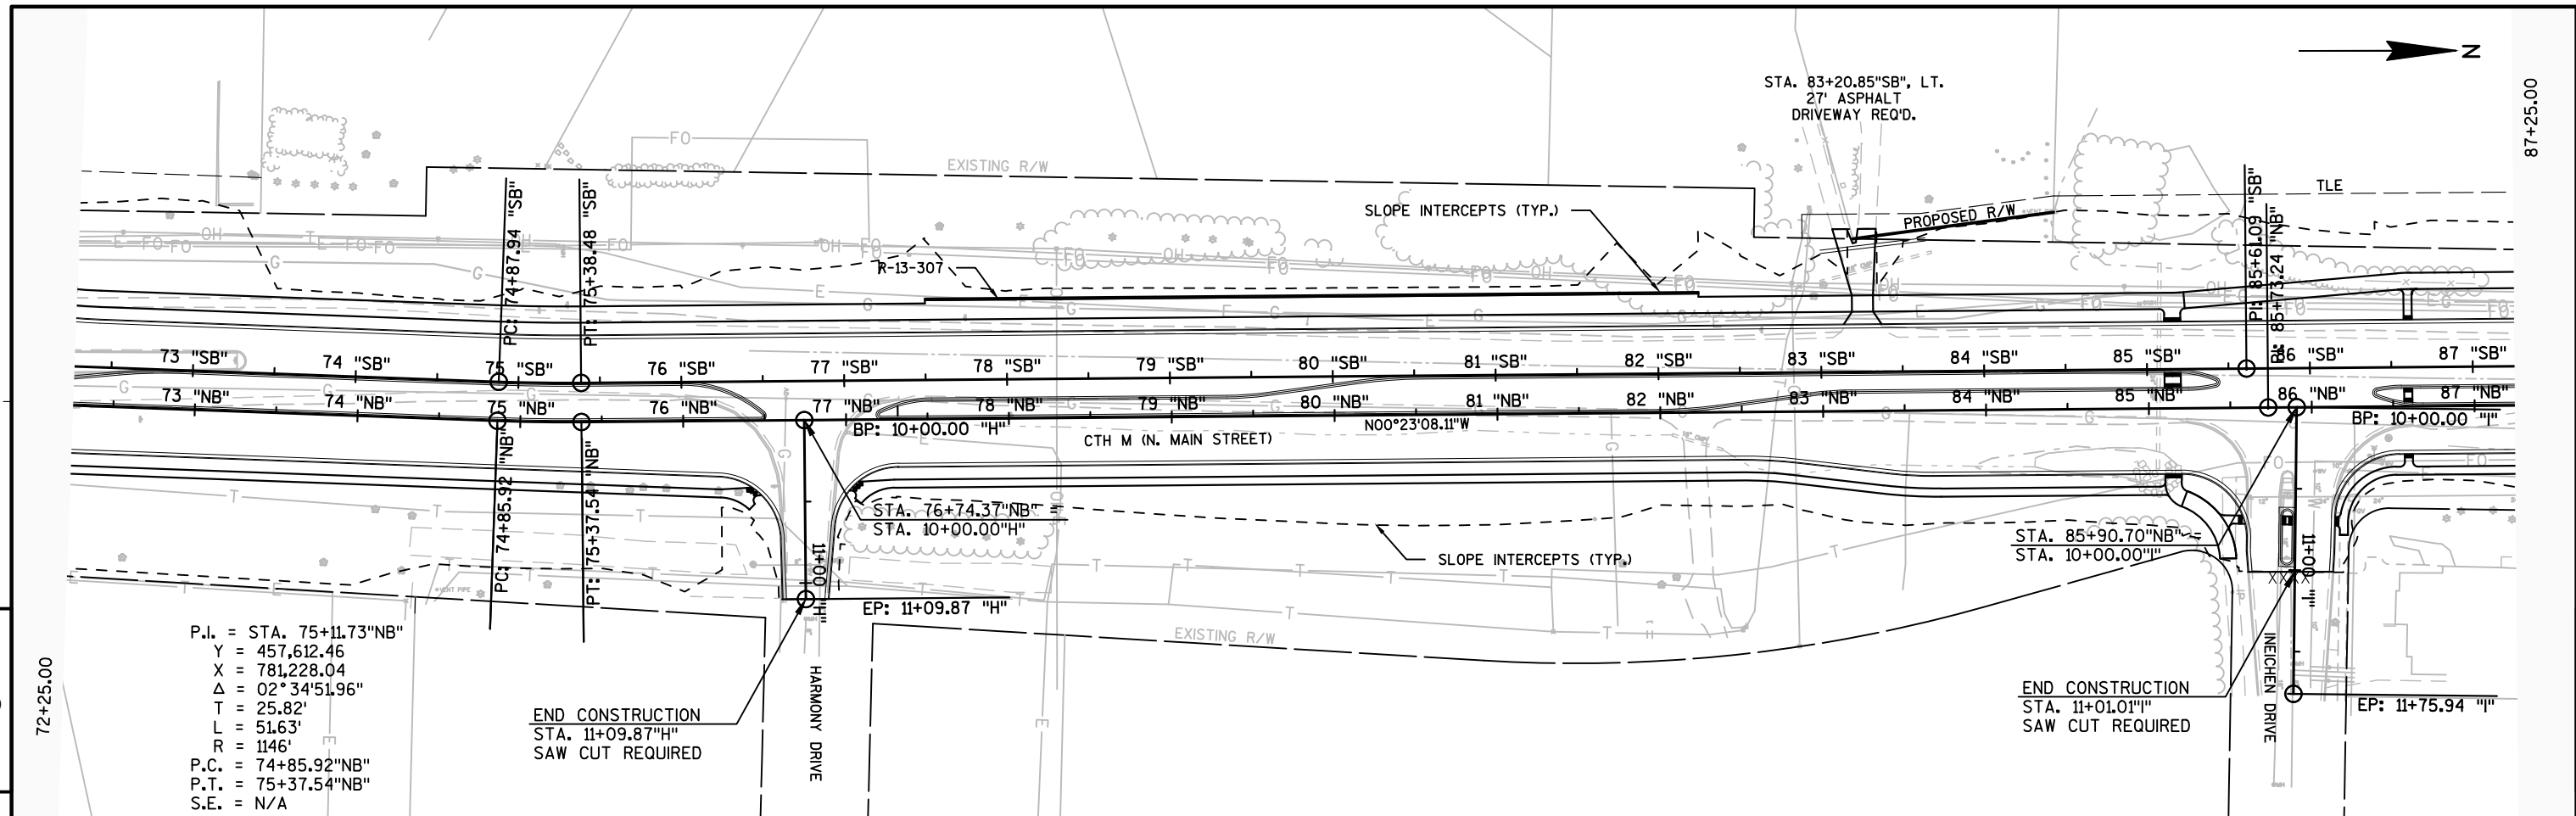 N
87+25.00
STA. 83+20.85"SB", LT.
27' ASPHALT
DRIVEWAY REQ'D.
EXISTING R/W
FO
TLE
PROPOSED R/W
SLOPE INTERCEPTS (TYP.)
R-13-307
PC: 74+87.94 "SB"
PT: 75+38.48 "SB"
PI: 85+61.09 "SB"
PI: 85+73.24 "NB"
73 "SB"
74 "SB"
75 "SB"
76 "SB"
77 "SB"
78 "SB"
79 "SB"
80 "SB"
81 "SB"
82 "SB"
83 "SB"
84 "SB"
85 "SB"
86 "SB"
87 "SB"
73 "NB"
74 "NB"
75 "NB"
76 "NB"
77 "NB"
78 "NB"
79 "NB"
80 "NB"
81 "NB"
82 "NB"
83 "NB"
84 "NB"
85 "NB"
86 "NB"
87 "NB"
BP: 10+00.00 "H"
CTH M (N. MAIN STREET)
N00°23'08.11"W
BP: 10+00.00 "I"
PC: 74+85.92 "NB"
PT: 75+37.54 "NB"
STA. 76+74.37"NB" =
STA. 10+00.00"H"
SLOPE INTERCEPTS (TYP.)
STA. 85+90.70"NB" =
STA. 10+00.00"I"
11+00 "H"
11+00 "I"
VENT PIPE
EP: 11+09.87 "H"
EXISTING R/W
HARMONY DRIVE
INEICHEN DRIVE
72+25.00
P.I. = STA. 75+11.73"NB"
Y = 457,612.46
X = 781,228.04
Δ = 02°34'51.96"
T = 25.82'
L = 51.63'
R = 1146'
P.C. = 74+85.92"NB"
P.T. = 75+37.54"NB"
S.E. = N/A
END CONSTRUCTION
STA. 11+09.87"H"
SAW CUT REQUIRED
END CONSTRUCTION
STA. 11+01.01"I"
SAW CUT REQUIRED
EP: 11+75.94 "I"